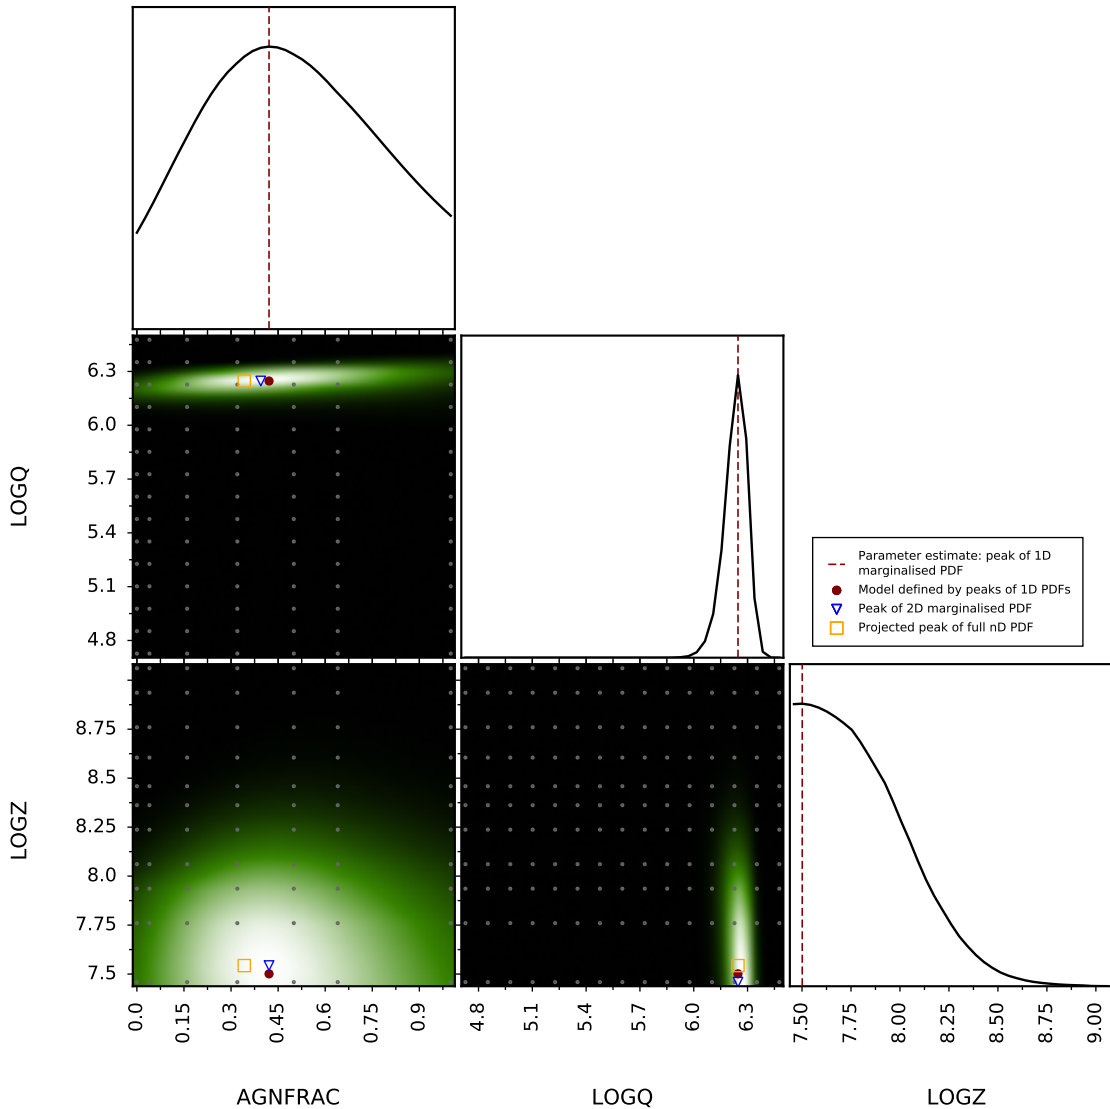 6.3
6.0
5.7
5.4
5.1
4.8
LOGQ
Parameter estimate: peak of 1D
marginalised PDF
Model defined by peaks of 1D PDFs
Peak of 2D marginalised PDF
Projected peak of full nD PDF
8.75
8.5
8.25
8.0
7.75
7.5
LOGZ
0.0 0.15 0.3 0.45 0.6 0.75 0.9
4.8 5.1 5.4 5.7 6.0 6.3
7.50 7.75 8.00 8.25 8.50 8.75 9.00
AGNFRAC LOGQ LOGZ